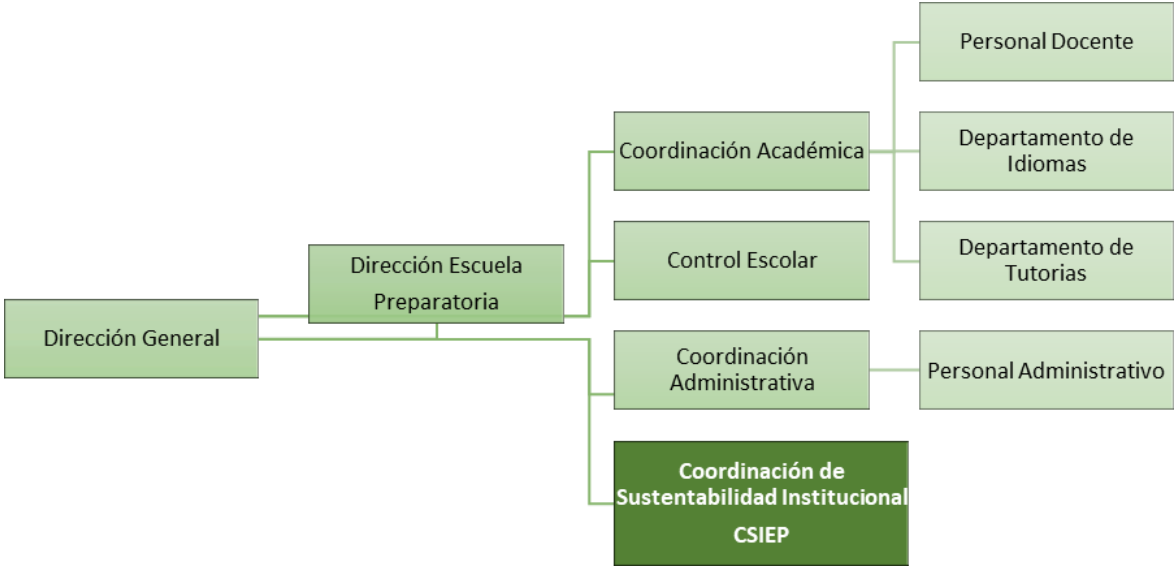 Dirección General
Dirección Escuela
Preparatoria
Coordinación Académica
Control Escolar
Coordinación
Administrativa
Coordinación de
Sustentabilidad Institucional
CSIEP
Personal Docente
Departamento de
Idiomas
Departamento de
Tutorias
Personal Administrativo